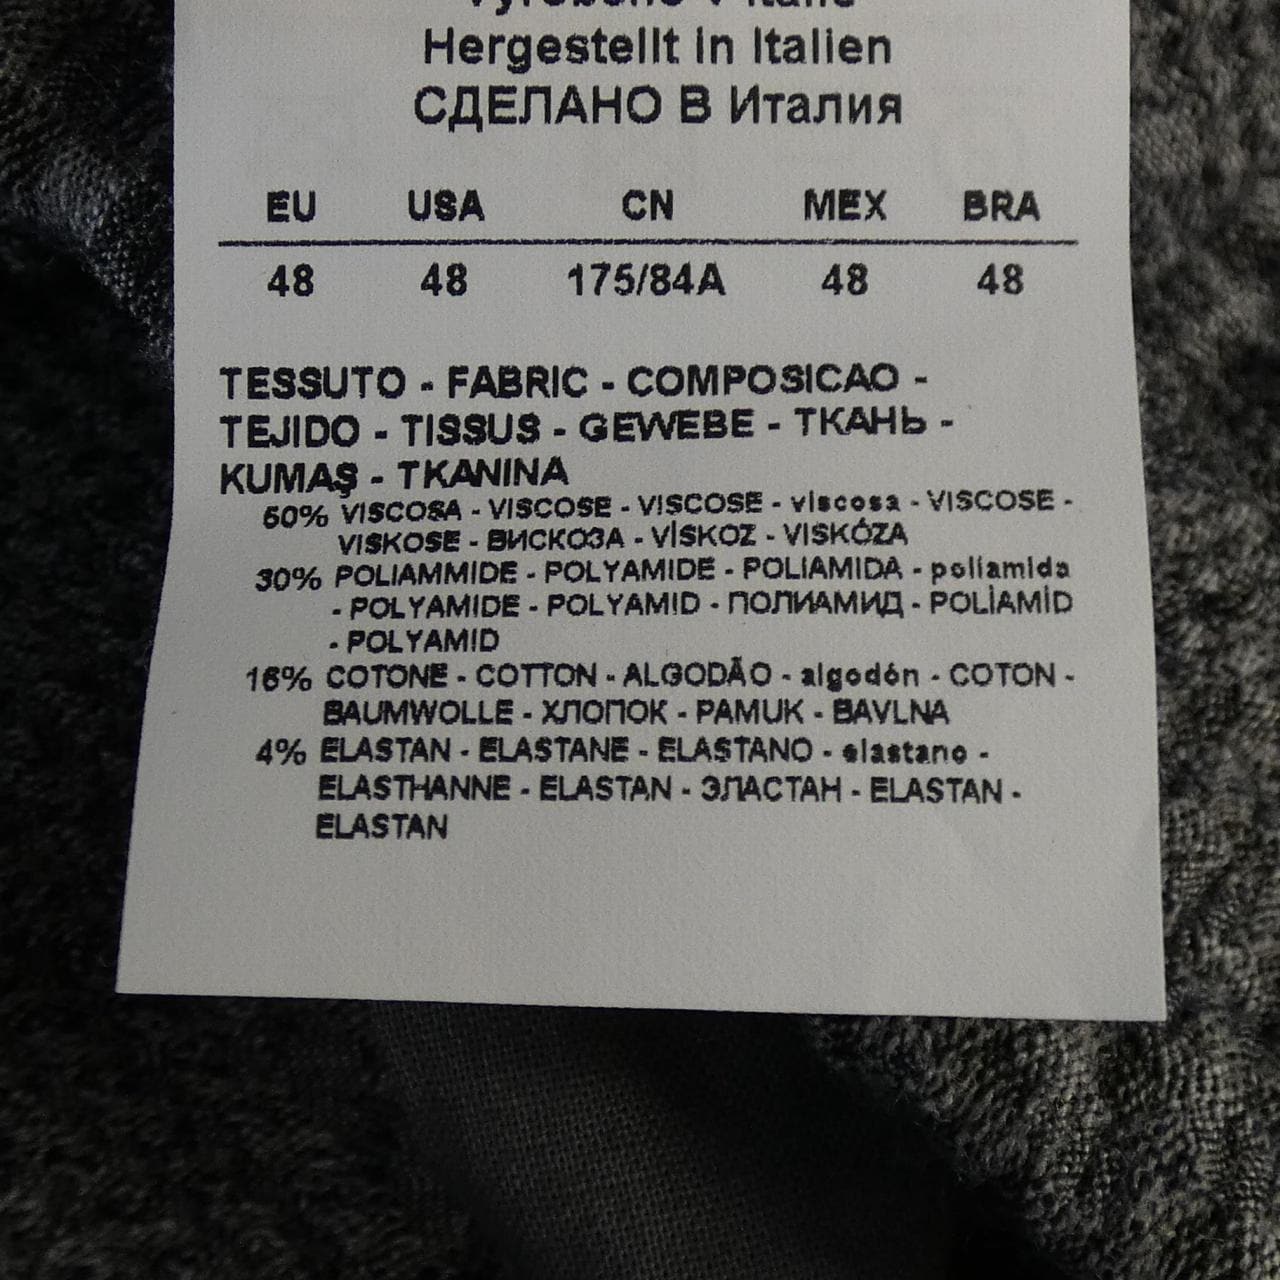 Vyrobeno v Itálie
Hergestellt in Italien
СДЕЛАНО В Италия
EU USA CN MEX BRA
48 48 175/84A 48 48
TESSUTO - FABRIC - COMPOSICAO -
TEJIDO - TISSUS - GEWEBE - ТКАНЬ -
KUMAŞ - TKANINA
50% VISCOSA - VISCOSE - VISCOSE - viscosa - VISCOSE -
VISKOSE - ВИСКОЗА - VİSKOZ - VISKÓZA
30% POLIAMMIDE - POLYAMIDE - POLIAMIDA - poliamida
- POLYAMIDE - POLYAMID - ПОЛИАМИД - POLİAMİD
- POLYAMID
16% COTONE - COTTON - ALGODÃO - algodón - COTON -
BAUMWOLLE - ХЛОПОК - PAMUK - BAVLNA
4% ELASTAN - ELASTANE - ELASTANO - elastano -
ELASTHANNE - ELASTAN - ЭЛАСТАН - ELASTAN -
ELASTAN